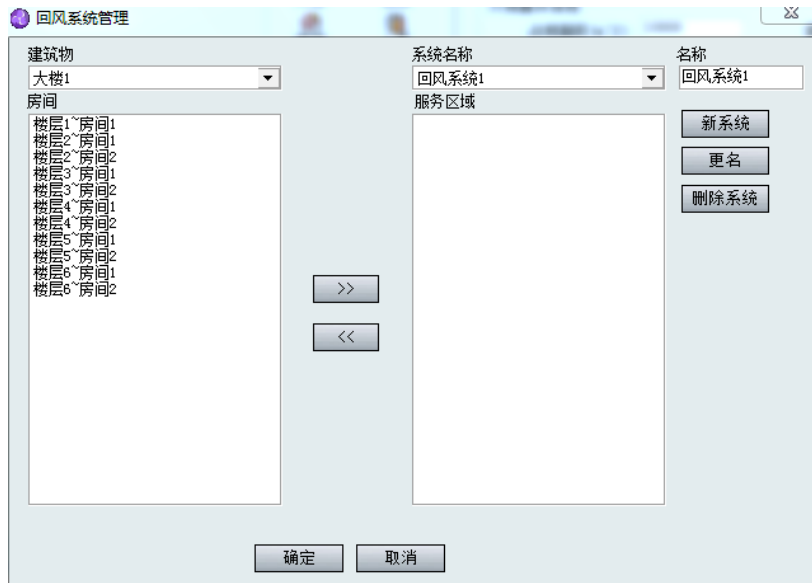 回风系统管理
建筑物
系统名称
名称
大楼1
回风系统1
回风系统1
房间
服务区域
楼层1~房间1
楼层2~房间1
楼层2~房间2
楼层3~房间1
楼层3~房间2
楼层4~房间1
楼层4~房间2
楼层5~房间1
楼层5~房间2
楼层6~房间1
楼层6~房间2
新系统
更名
删除系统
>>
<<
确定
取消